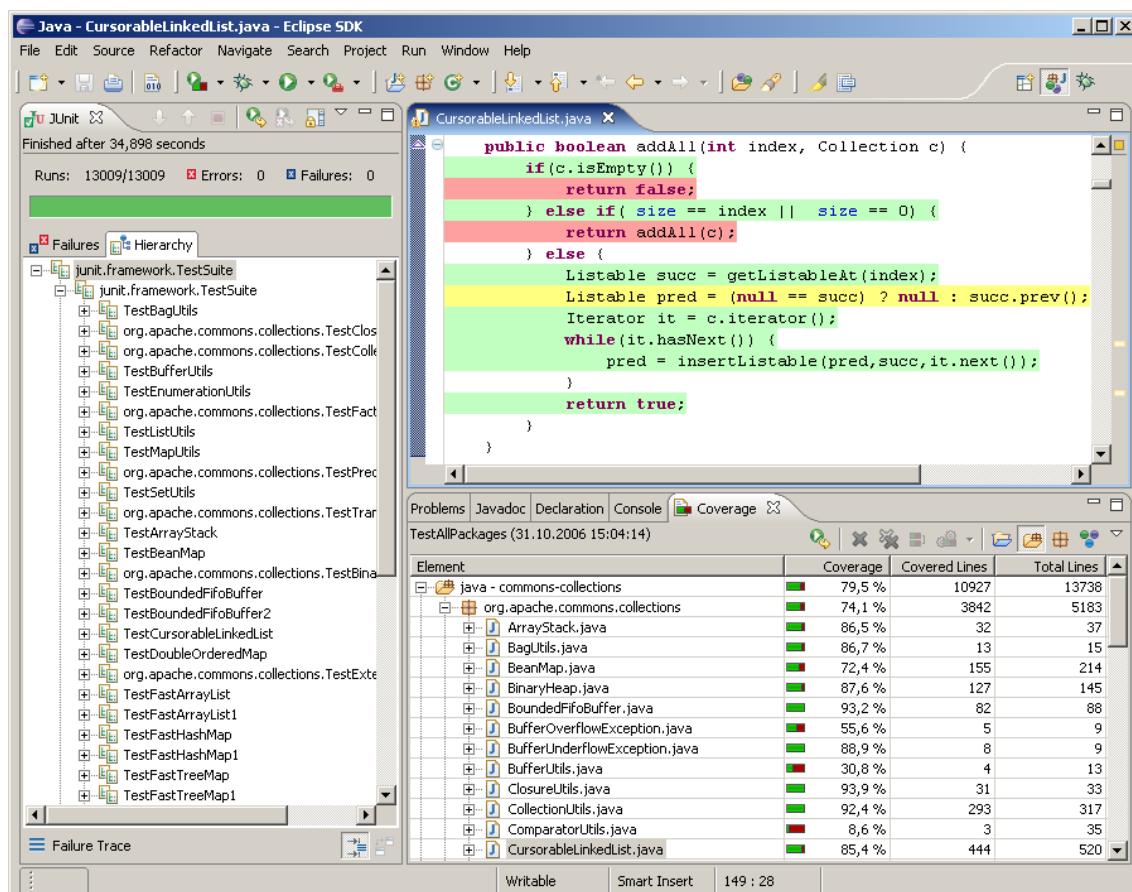 Java - CursorableLinkedList.java - Eclipse SDK
File Edit Source Refactor Navigate Search Project Run Window Help
JUnit
Finished after 34,898 seconds
Runs: 13009/13009 Errors: 0 Failures: 0
Failures Hierarchy
junit.framework.TestSuite
junit.framework.TestSuite
TestBagUtils
org.apache.commons.collections.TestClos
org.apache.commons.collections.TestColle
TestBufferUtils
TestEnumerationUtils
org.apache.commons.collections.TestFact
TestListUtils
TestMapUtils
org.apache.commons.collections.TestPred
TestSetUtils
org.apache.commons.collections.TestTran
TestArrayStack
TestBeanMap
org.apache.commons.collections.TestBina
TestBoundedFifoBuffer
TestBoundedFifoBuffer2
TestCursorableLinkedList
TestDoubleOrderedMap
org.apache.commons.collections.TestExte
TestFastArrayList
TestFastArrayList1
TestFastHashMap
TestFastHashMap1
TestFastTreeMap
TestFastTreeMap1
Failure Trace
CursorableLinkedList.java
public boolean addAll(int index, Collection c) {
if(c.isEmpty()) {
return false;
} else if( size == index || size == 0) {
return addAll(c);
} else {
Listable succ = getListableAt(index);
Listable pred = (null == succ) ? null : succ.prev();
Iterator it = c.iterator();
while(it.hasNext()) {
pred = insertListable(pred,succ,it.next());
}
return true;
}
}
Problems Javadoc Declaration Console Coverage
TestAllPackages (31.10.2006 15:04:14)
Element Coverage Covered Lines Total Lines
java - commons-collections 79,5 % 10927 13738
org.apache.commons.collections 74,1 % 3842 5183
ArrayStack.java 86,5 % 32 37
BagUtils.java 86,7 % 13 15
BeanMap.java 72,4 % 155 214
BinaryHeap.java 87,6 % 127 145
BoundedFifoBuffer.java 93,2 % 82 88
BufferOverflowException.java 55,6 % 5 9
BufferUnderflowException.java 88,9 % 8 9
BufferUtils.java 30,8 % 4 13
ClosureUtils.java 93,9 % 31 33
CollectionUtils.java 92,4 % 293 317
ComparatorUtils.java 8,6 % 3 35
CursorableLinkedList.java 85,4 % 444 520
Writable Smart Insert 149 : 28